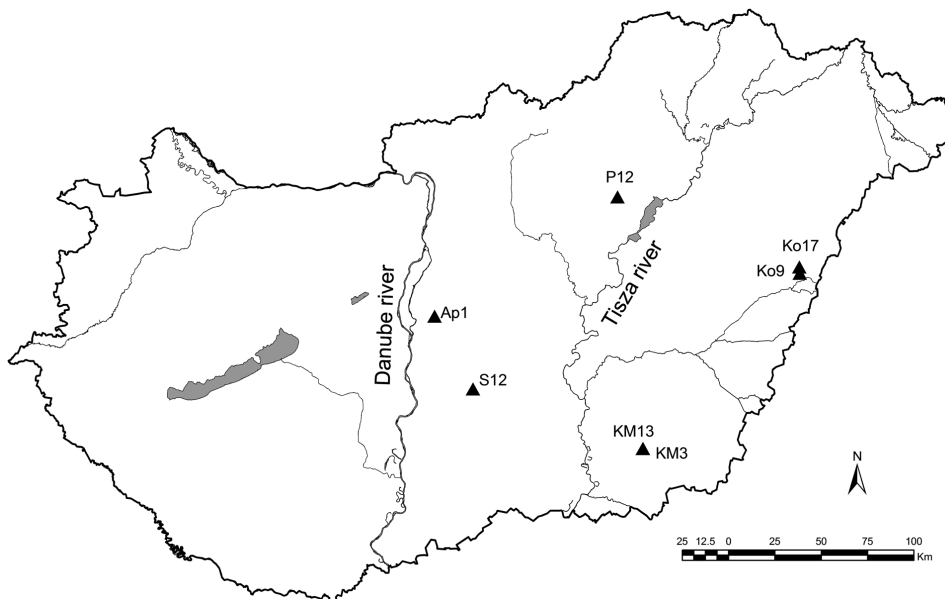 P12
Ko17
Ko9
Tisza river
Danube river
Ap1
S12
KM13
KM3
N
25 12.5 0 25 50 75 100
Km